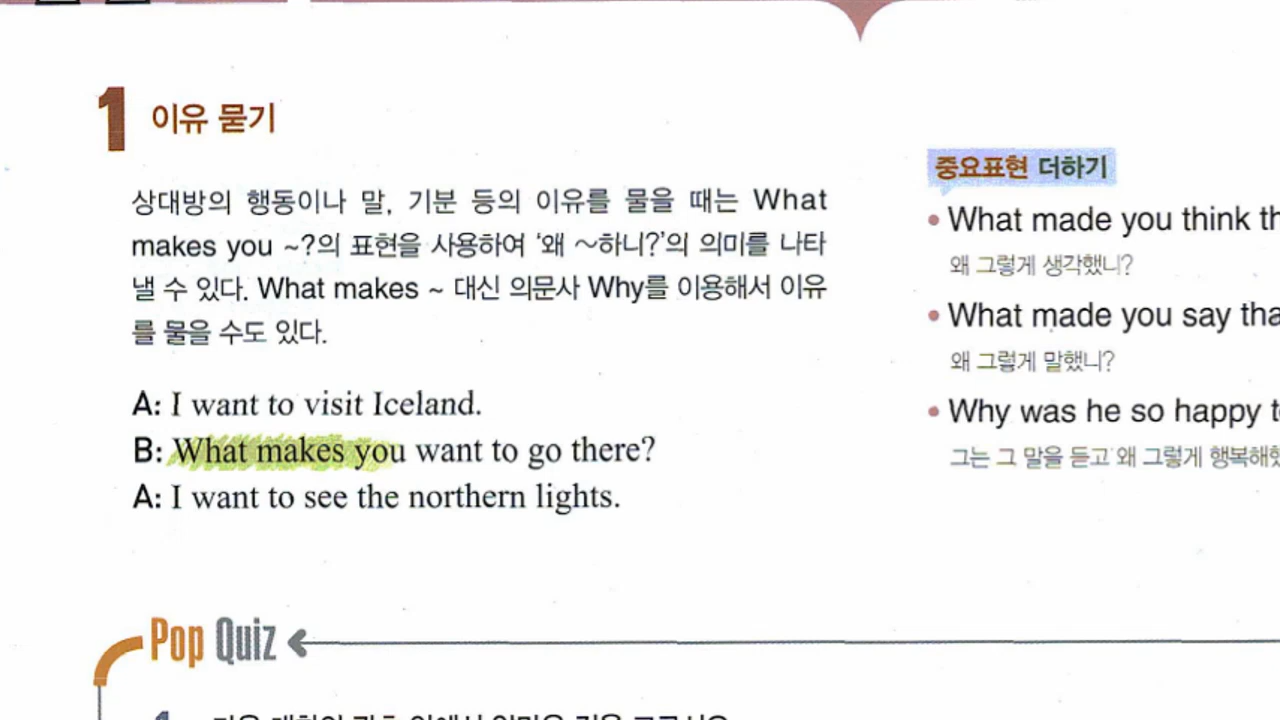 1 이유 묻기
상대방의 행동이나 말, 기분 등의 이유를 물을 때는 What
makes you ~?의 표현을 사용하여 ‘왜 ~하니?’의 의미를 나타
낼 수 있다. What makes ~ 대신 의문사 Why를 이용해서 이유
를 물을 수도 있다.
A: I want to visit Iceland.
B: What makes you want to go there?
A: I want to see the northern lights.
중요표현 더하기
• What made you think
왜 그렇게 생각했니?
• What made you say
왜 그렇게 말했니?
• Why was he so happy
그는 그 말을 듣고 왜 그렇게
Pop Quiz